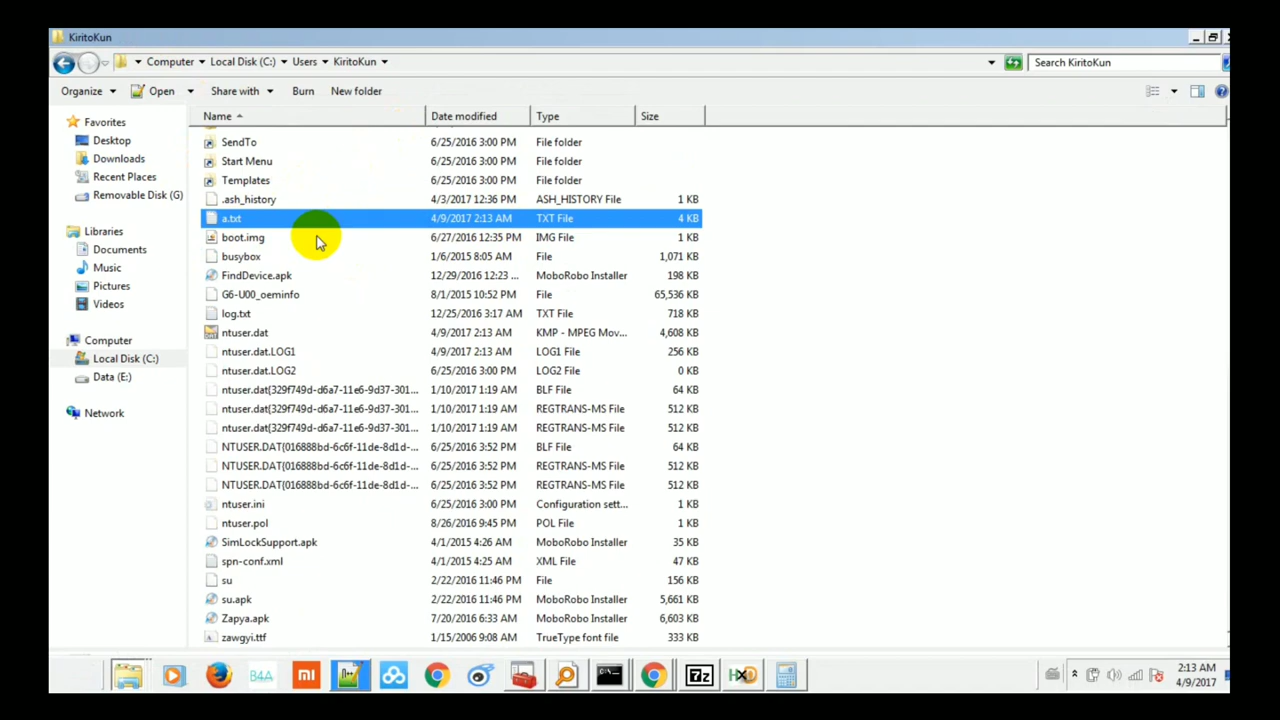 KiritoKun
Computer Local Disk (C:) Users KiritoKun
Search KiritoKun
Organize Open Share with Burn New folder
Favorites
Desktop
Downloads
Recent Places
Removable Disk (G)
Libraries
Documents
Music
Pictures
Videos
Computer
Local Disk (C:)
Data (E:)
Network
Name Date modified Type Size
SendTo 6/25/2016 3:00 PM File folder
Start Menu 6/25/2016 3:00 PM File folder
Templates 6/25/2016 3:00 PM File folder
.ash_history 4/3/2017 12:36 PM ASH_HISTORY File 1 KB
a.txt 4/9/2017 2:13 AM TXT File 4 KB
boot.img 6/27/2016 12:35 PM IMG File 1 KB
busybox 1/6/2015 8:05 AM File 1,071 KB
FindDevice.apk 12/29/2016 12:23 ... MoboRobo Installer 198 KB
G6-U00_oeminfo 8/1/2015 10:52 PM File 65,536 KB
log.txt 12/25/2016 3:17 AM TXT File 718 KB
ntuser.dat 4/9/2017 2:13 AM KMP - MPEG Mov... 4,608 KB
ntuser.dat.LOG1 4/9/2017 2:13 AM LOG1 File 256 KB
ntuser.dat.LOG2 6/25/2016 3:00 PM LOG2 File 0 KB
ntuser.dat{329f749d-d6a7-11e6-9d37-301... 1/10/2017 1:19 AM BLF File 64 KB
ntuser.dat{329f749d-d6a7-11e6-9d37-301... 1/10/2017 1:19 AM REGTRANS-MS File 512 KB
ntuser.dat{329f749d-d6a7-11e6-9d37-301... 1/10/2017 1:19 AM REGTRANS-MS File 512 KB
NTUSER.DAT{016888bd-6c6f-11de-8d1d-... 6/25/2016 3:52 PM BLF File 64 KB
NTUSER.DAT{016888bd-6c6f-11de-8d1d-... 6/25/2016 3:52 PM REGTRANS-MS File 512 KB
NTUSER.DAT{016888bd-6c6f-11de-8d1d-... 6/25/2016 3:52 PM REGTRANS-MS File 512 KB
ntuser.ini 6/25/2016 3:00 PM Configuration sett... 1 KB
ntuser.pol 8/26/2016 9:45 PM POL File 1 KB
SimLockSupport.apk 4/1/2015 4:26 AM MoboRobo Installer 35 KB
spn-conf.xml 4/1/2015 4:25 AM XML File 47 KB
su 2/22/2016 11:46 PM File 156 KB
su.apk 2/22/2016 11:46 PM MoboRobo Installer 5,661 KB
Zapya.apk 7/20/2016 6:33 AM MoboRobo Installer 6,603 KB
zawgyi.ttf 1/15/2006 9:08 AM TrueType font file 333 KB
B4A mi 7z HxD
2:13 AM
4/9/2017